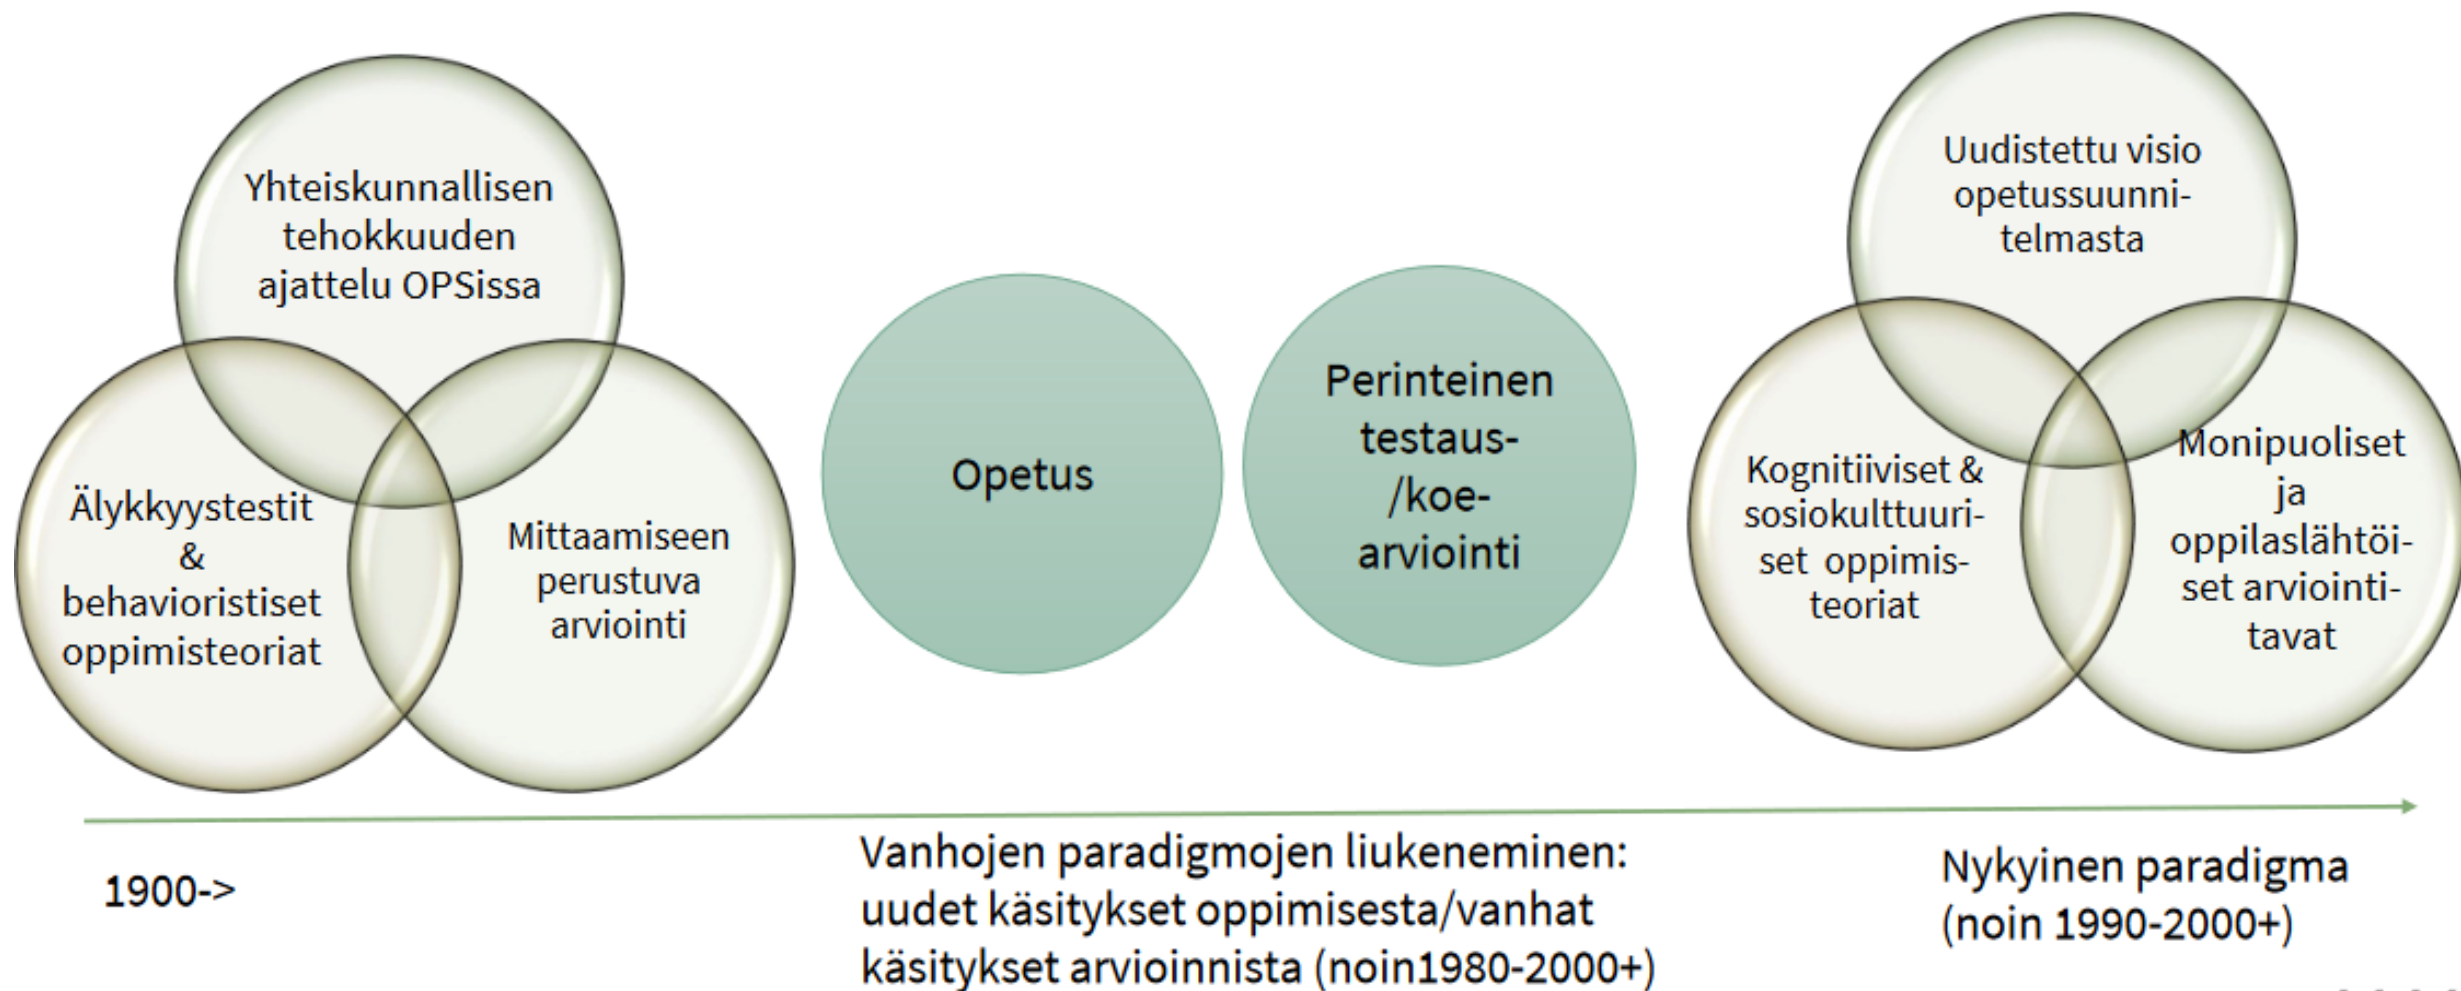 Yhteiskunnallisen
tehokkuuden
ajattelu OPSissa
Älykkyystestit
&
behavioristiset
oppimisteoriat
Mittaamiseen
perustuva
arviointi
Opetus
Perinteinen
testaus-
/koe-
arviointi
Uudistettu visio
opetussuunni-
telmasta
Kognitiiviset &
sosiokulttuuri-
set oppimis-
teoriat
Monipuoliset
ja
oppilaslähtöi-
set arviointi-
tavat
1900->
Vanhojen paradigmojen liukeneminen:
uudet käsitykset oppimisesta/vanhat
käsitykset arvioinnista (noin1980-2000+)
Nykyinen paradigma
(noin 1990-2000+)